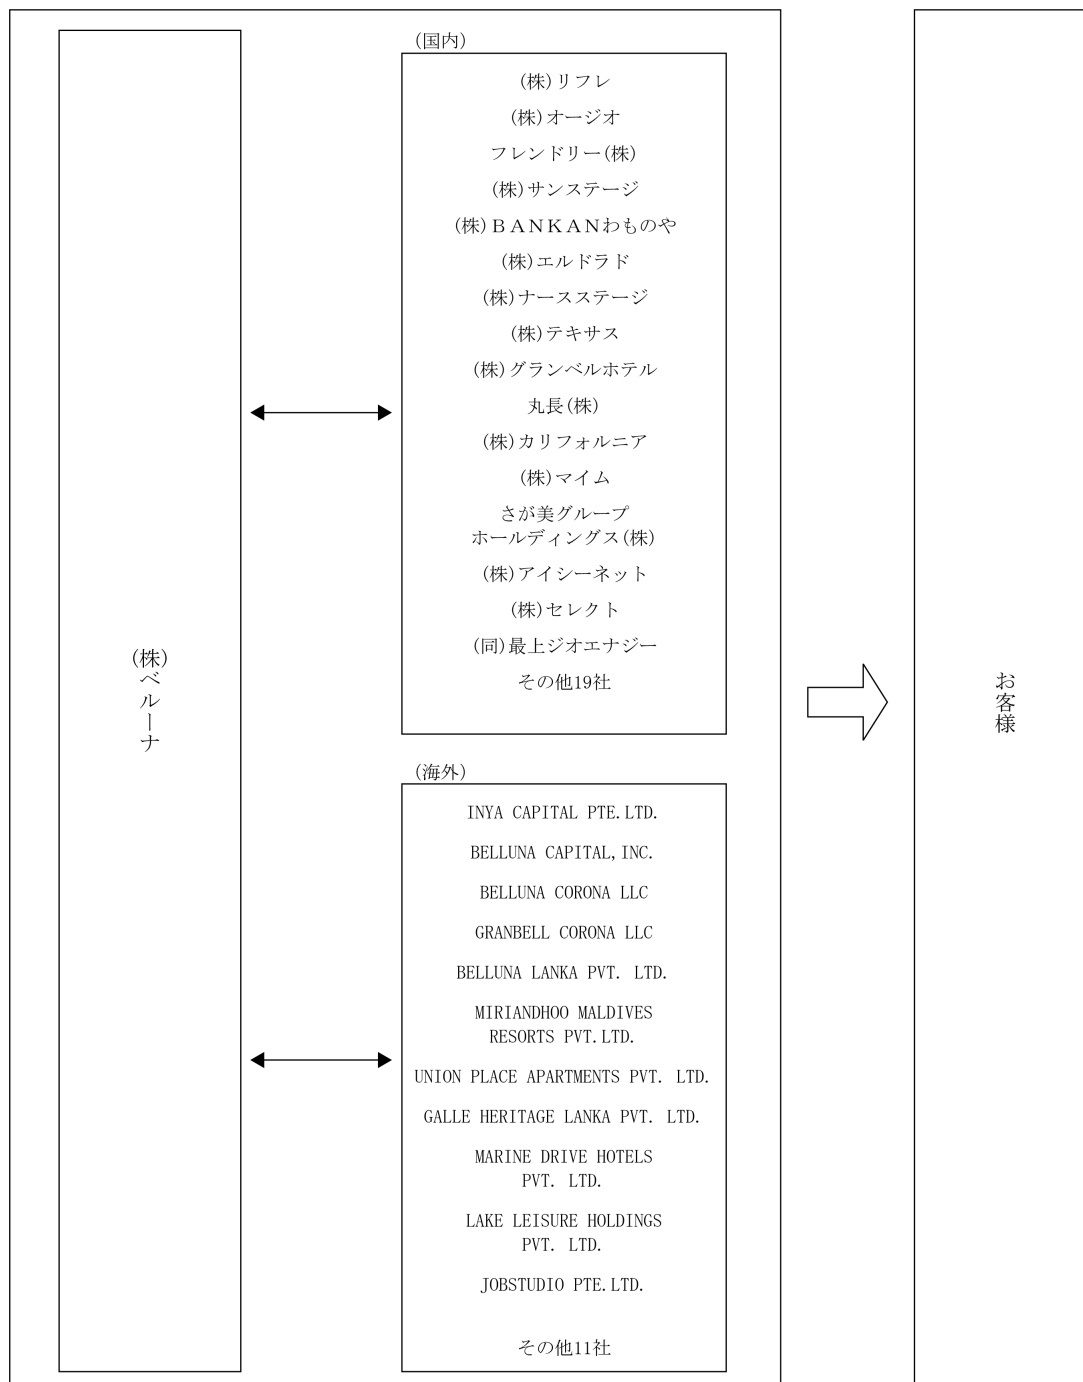 (株)ベルーナ
(国内)
(株)リフレ
(株)オージオ
フレンドリー(株)
(株)サンステージ
(株)ＢＡＮＫＡＮわものや
(株)エルドラド
(株)ナースステージ
(株)テキサス
(株)グランベルホテル
丸長(株)
(株)カリフォルニア
(株)マイム
さが美グループ
ホールディングス(株)
(株)アイシーネット
(株)セレクト
(同)最上ジオエナジー
その他19社
(海外)
INYA CAPITAL PTE.LTD.
BELLUNA CAPITAL,INC.
BELLUNA CORONA LLC
GRANBELL CORONA LLC
BELLUNA LANKA PVT. LTD.
MIRIANDHOO MALDIVES
RESORTS PVT.LTD.
UNION PLACE APARTMENTS PVT. LTD.
GALLE HERITAGE LANKA PVT. LTD.
MARINE DRIVE HOTELS
PVT. LTD.
LAKE LEISURE HOLDINGS
PVT. LTD.
JOBSTUDIO PTE.LTD.
その他11社
お客様